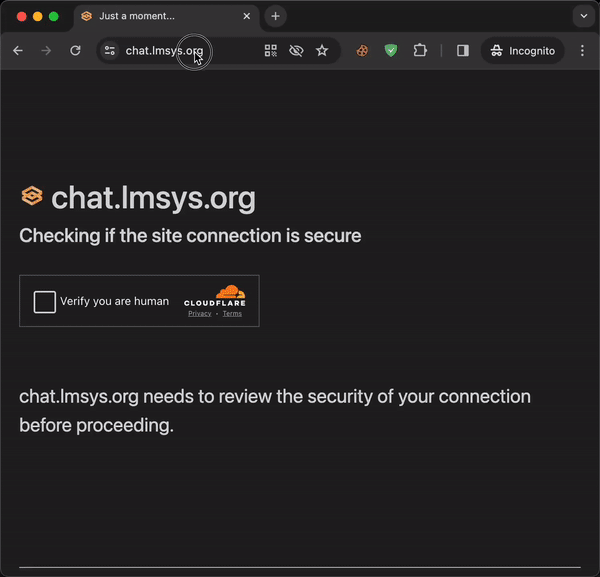 Just a moment...
chat.lmsys.org
Incognito
chat.lmsys.org
Checking if the site connection is secure
Verify you are human
CLOUDFLARE
Privacy • Terms
chat.lmsys.org needs to review the security of your connection
before proceeding.